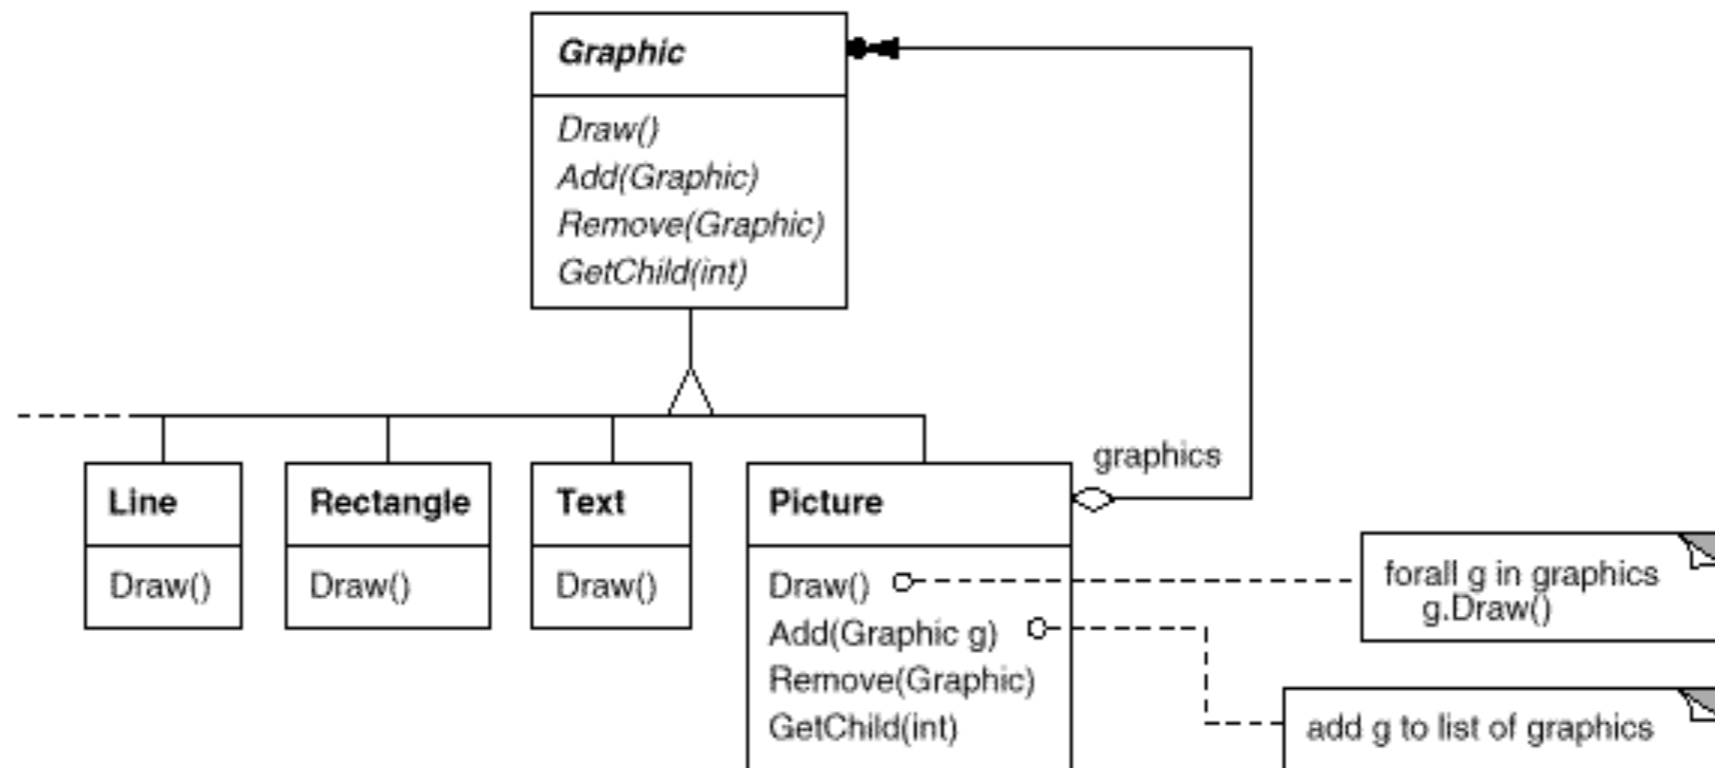 Graphic
Draw()
Add(Graphic)
Remove(Graphic)
GetChild(int)
graphics
Line
Draw()
Rectangle
Draw()
Text
Draw()
Picture
Draw()
Add(Graphic g)
Remove(Graphic)
GetChild(int)
forall g in graphics
g.Draw()
add g to list of graphics